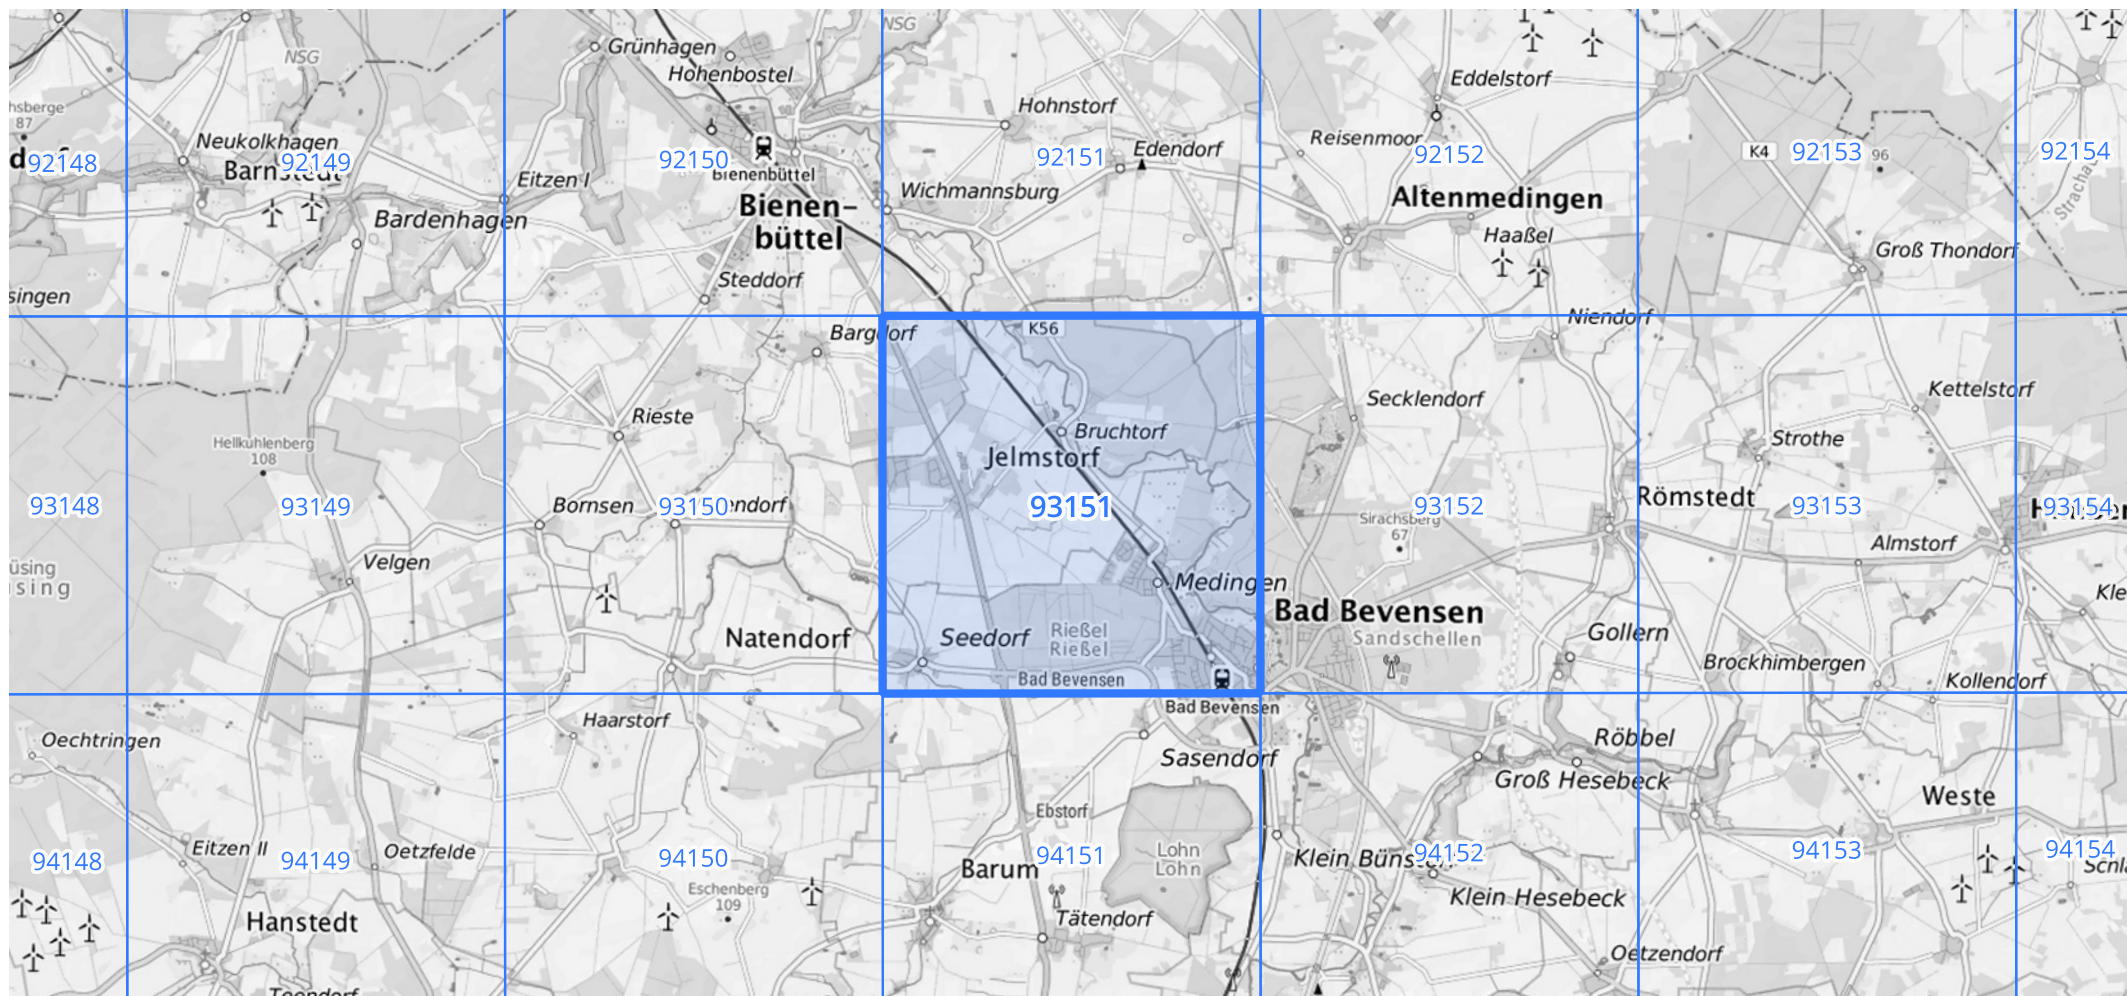 NSG
Grünhagen
Hohenbostel
NSG
Hohnstorf
Eddelstorf
87
Neukolkhagen
92148
Barnstedt
92149
92150
Bienenbüttel
Eitzen I
92151
Edendorf
Reisenmoor
92152
K4
92153
96
92154
Bardenhagen
Bienen-
büttel
Wichmannsburg
Altenmedingen
Haaßel
Groß Thondorf
Steddorf
Niendorf
Bargdorf
K56
Rieste
Hellkuhlenberg
108
Bruchtorf
Jelmstorf
Secklendorf
Kettelstorf
Strothe
93148
93149
Bornsen
93150
93151
93152
Sirachsberg
67
Römstedt
93153
93154
Almstorf
Velgen
Medingen
Natendorf
Seedorf
Rießel
Rießel
Bad Bevensen
Bad Bevensen
Sandschellen
Gollern
Brockhimbergen
Kollendorf
Bad Bevensen
Oechtringen
Haarstorf
Sasendorf
Röbbel
Groß Hesebeck
Weste
Ebstorf
Lohn
Lohn
94148
Eitzen II
94149
Oetzfelde
94150
Eschenberg
109
Barum
94151
Klein
94152
Klein Hesebeck
94153
94154
Hanstedt
Tätendorf
Oetzendorf